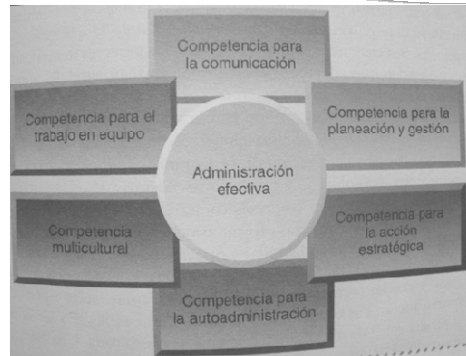 Competencia para
la comunicación
Competencia para el
trabajo en equipo
Competencia para la
planeación y gestión
Administración
efectiva
Competencia
multicultural
Competencia para
la acción
estratégica
Competencia para
la autoadministración